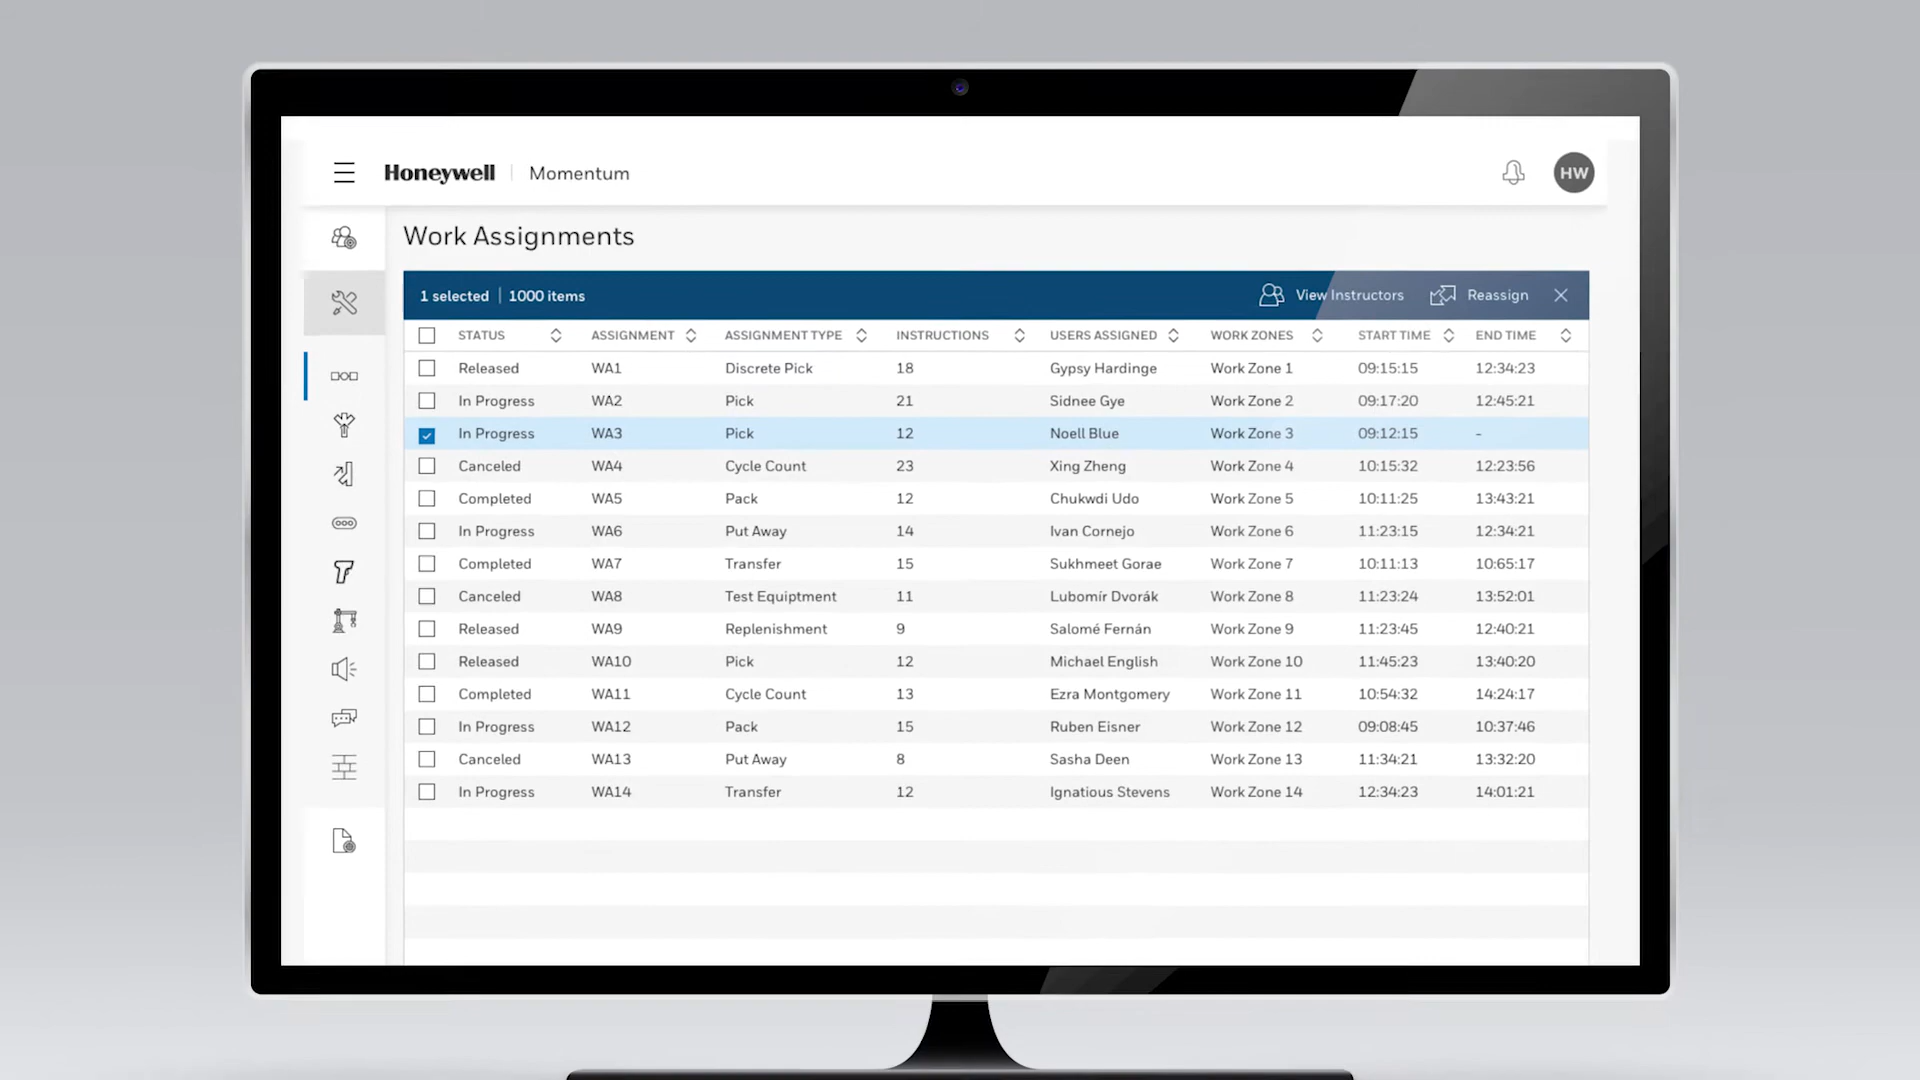 Honeywell | Momentum HW
Work Assignments
1 selected | 1000 items View Instructors Reassign
STATUS ASSIGNMENT ASSIGNMENT TYPE INSTRUCTIONS USERS ASSIGNED WORK ZONES START TIME END TIME
Released WA1 Discrete Pick 18 Gypsy Hardinge Work Zone 1 09:15:15 12:34:23
In Progress WA2 Pick 21 Sidnee Gye Work Zone 2 09:17:20 12:45:21
In Progress WA3 Pick 12 Noell Blue Work Zone 3 09:12:15 -
Canceled WA4 Cycle Count 23 Xing Zheng Work Zone 4 10:15:32 12:23:56
Completed WA5 Pack 12 Chukwdi Udo Work Zone 5 10:11:25 13:43:21
In Progress WA6 Put Away 14 Ivan Cornejo Work Zone 6 11:23:15 12:34:21
Completed WA7 Transfer 15 Sukhmeet Gorae Work Zone 7 10:11:13 10:65:17
Canceled WA8 Test Equiptment 11 Lubomír Dvorák Work Zone 8 11:23:24 13:52:01
Released WA9 Replenishment 9 Salomé Fernán Work Zone 9 11:23:45 12:40:21
Released WA10 Pick 12 Michael English Work Zone 10 11:45:23 13:40:20
Completed WA11 Cycle Count 13 Ezra Montgomery Work Zone 11 10:54:32 14:24:17
In Progress WA12 Pack 15 Ruben Eisner Work Zone 12 09:08:45 10:37:46
Canceled WA13 Put Away 8 Sasha Deen Work Zone 13 11:34:21 13:32:20
In Progress WA14 Transfer 12 Ignatious Stevens Work Zone 14 12:34:23 14:01:21